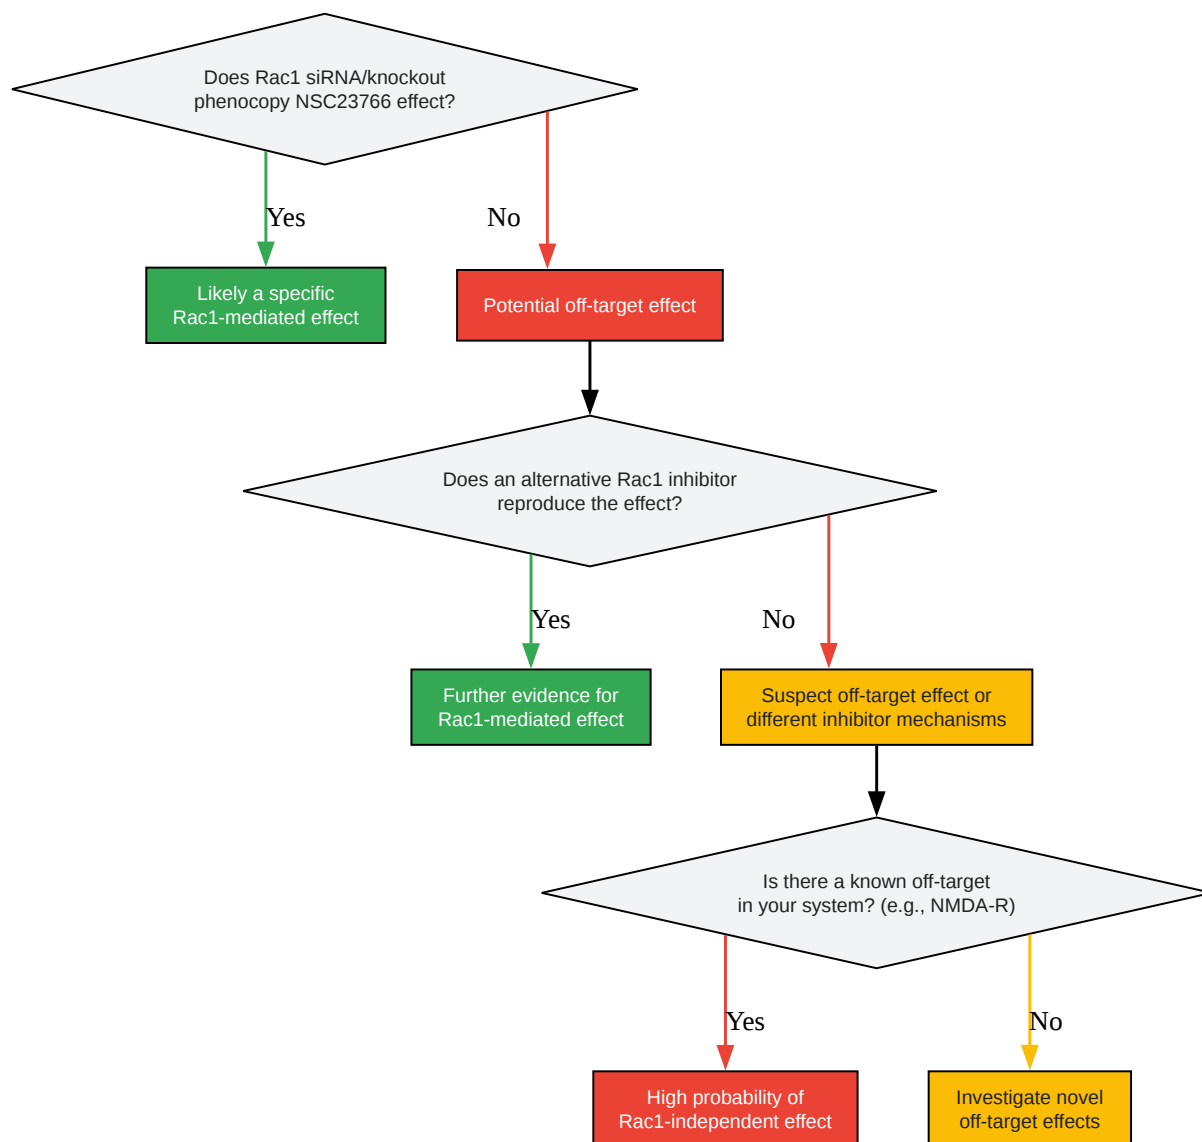 Does Rac1 siRNA/knockout
phenocopy NSC23766 effect?
Yes
No
Likely a specific
Rac1-mediated effect
Potential off-target effect
Does an alternative Rac1 inhibitor
reproduce the effect?
Yes
No
Further evidence for
Rac1-mediated effect
Suspect off-target effect or
different inhibitor mechanisms
Is there a known off-target
in your system? (e.g., NMDA-R)
Yes
No
High probability of
Rac1-independent effect
Investigate novel
off-target effects